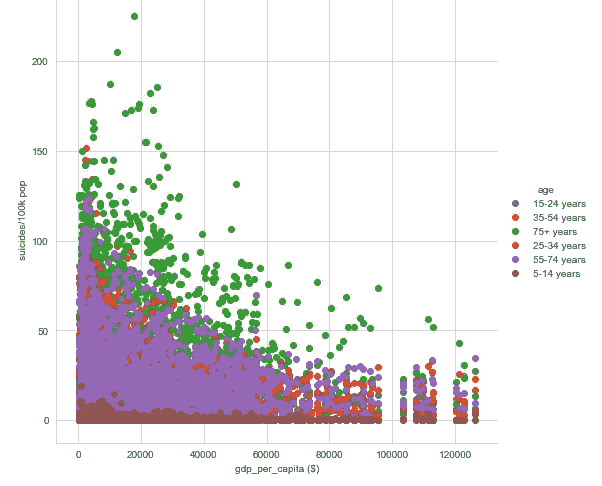 200
150
100
50
0
suicides/100k pop
0 20000 40000 60000 80000 100000 120000
gdp_per_capita ($)
age
15-24 years
35-54 years
75+ years
25-34 years
55-74 years
5-14 years